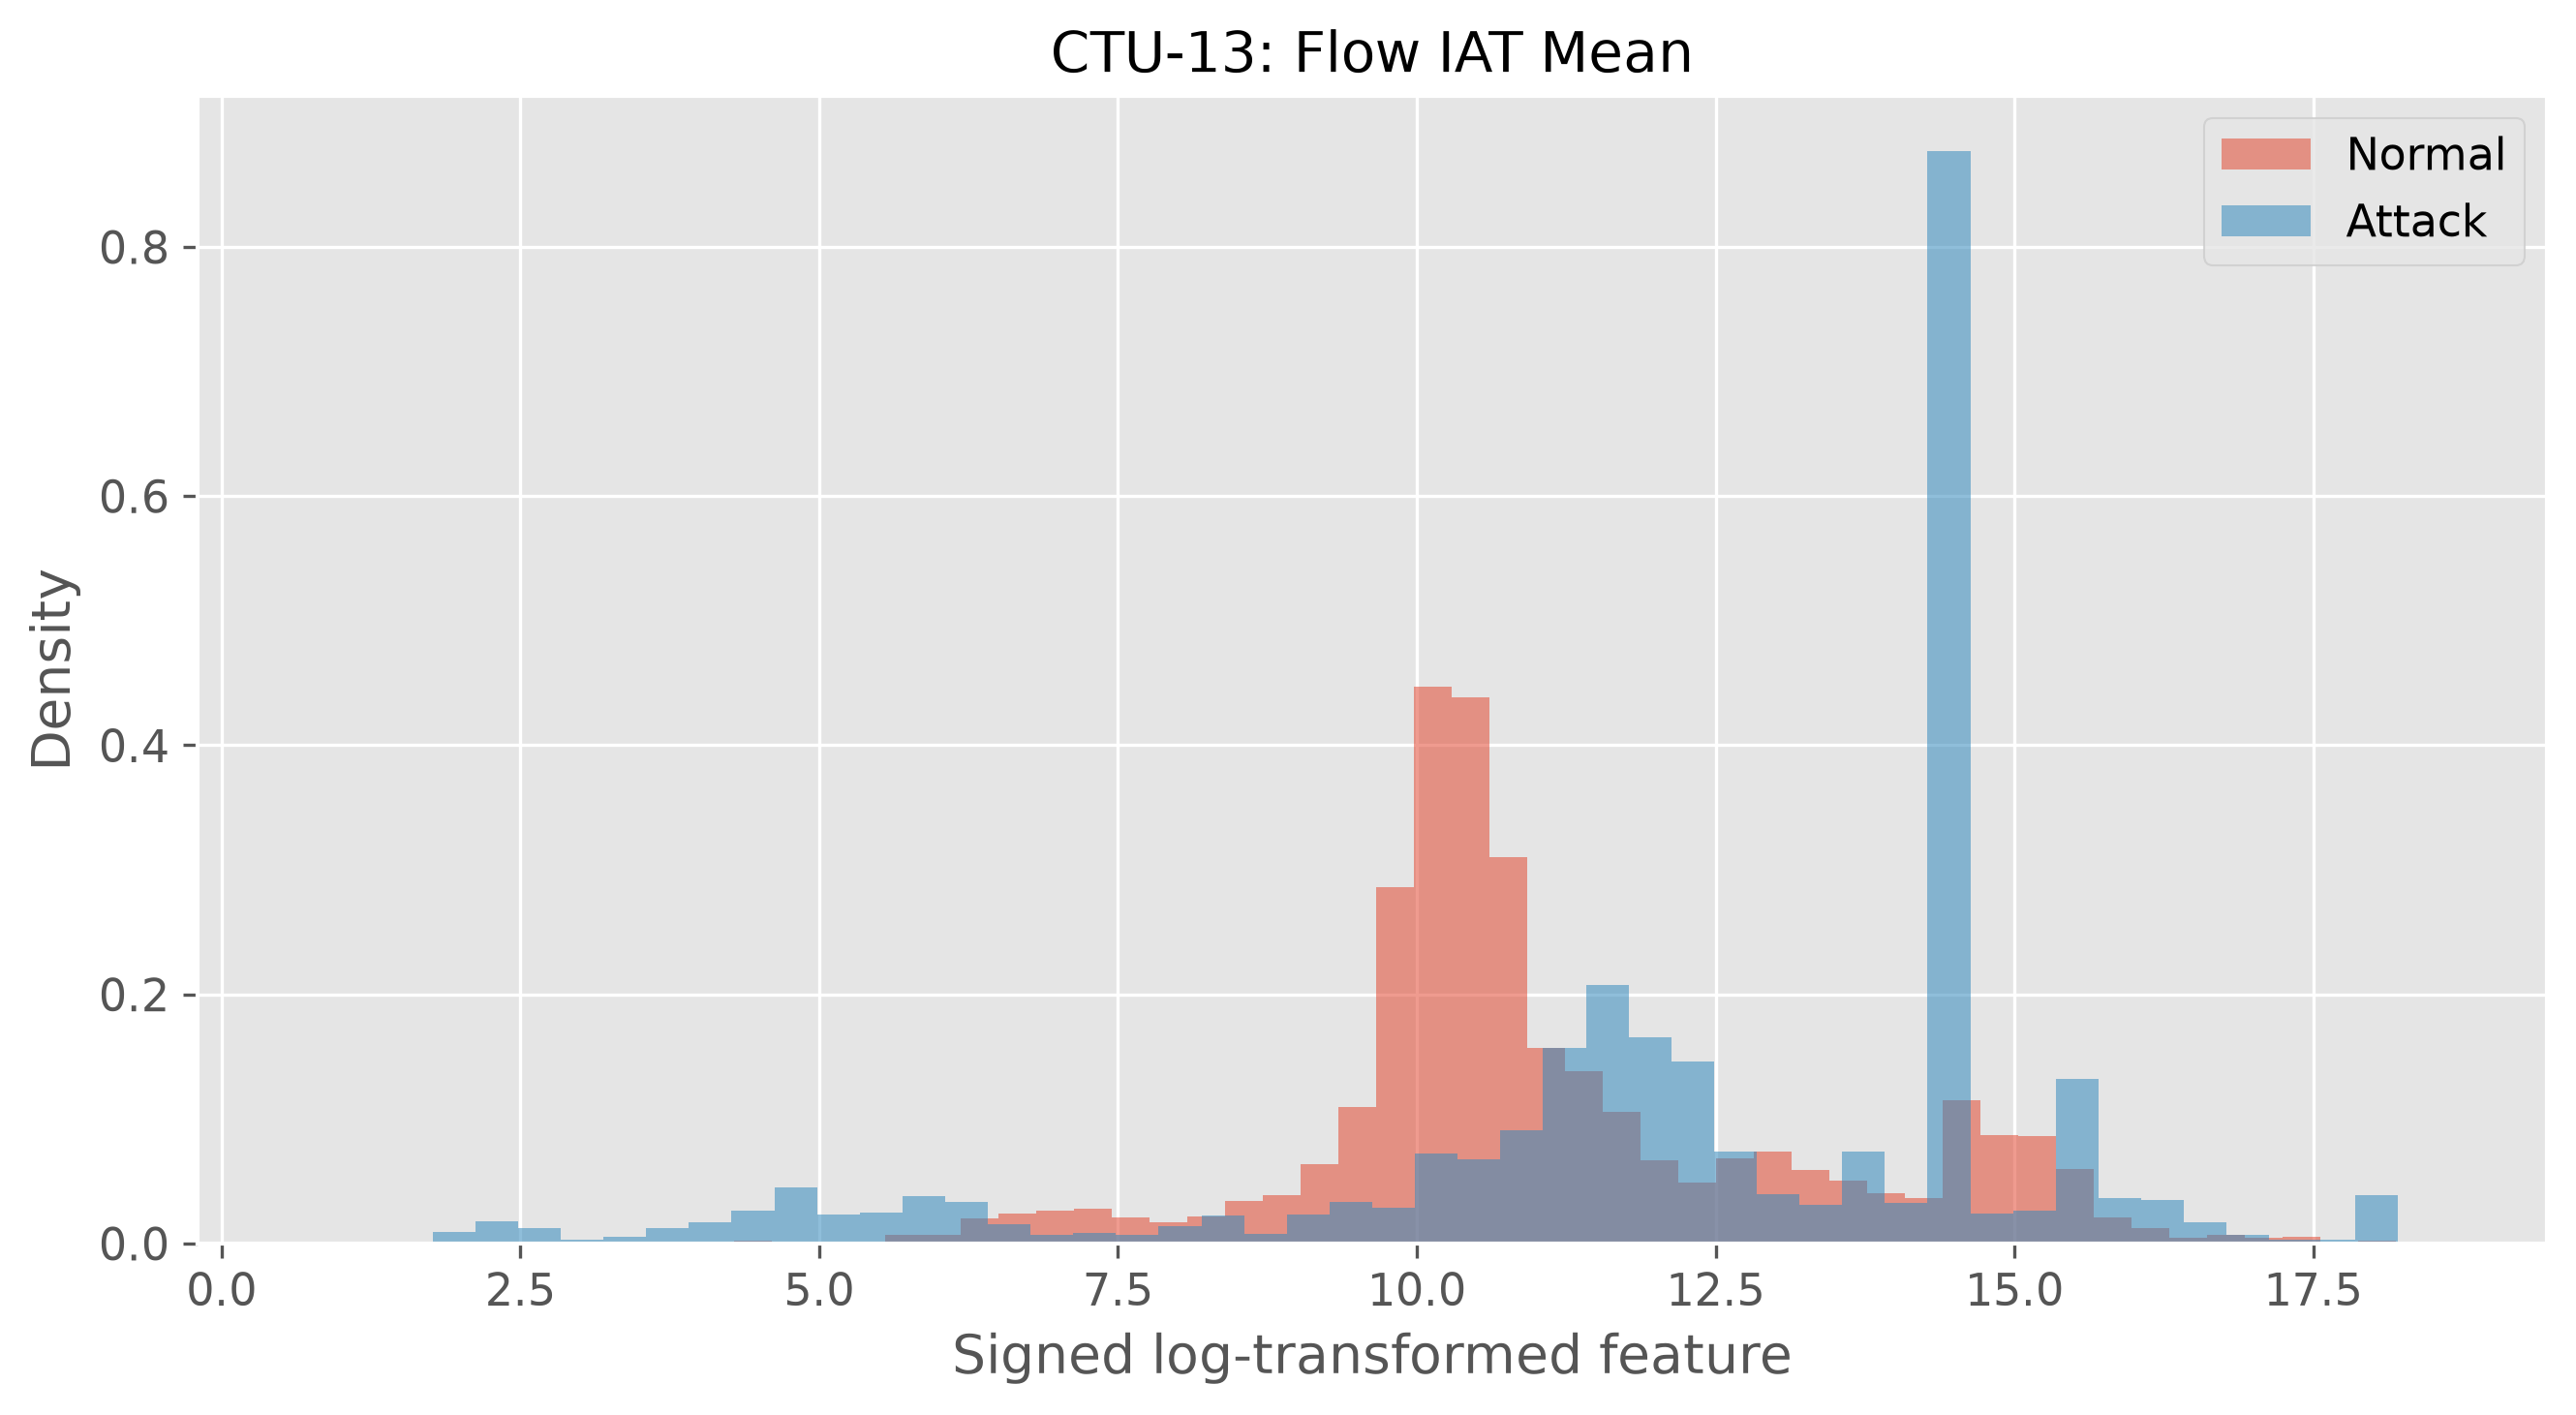 CTU-13: Flow IAT Mean
Normal
Attack
Density
0.8
0.6
0.4
0.2
0.0
0.0 2.5 5.0 7.5 10.0 12.5 15.0 17.5
Signed log-transformed feature